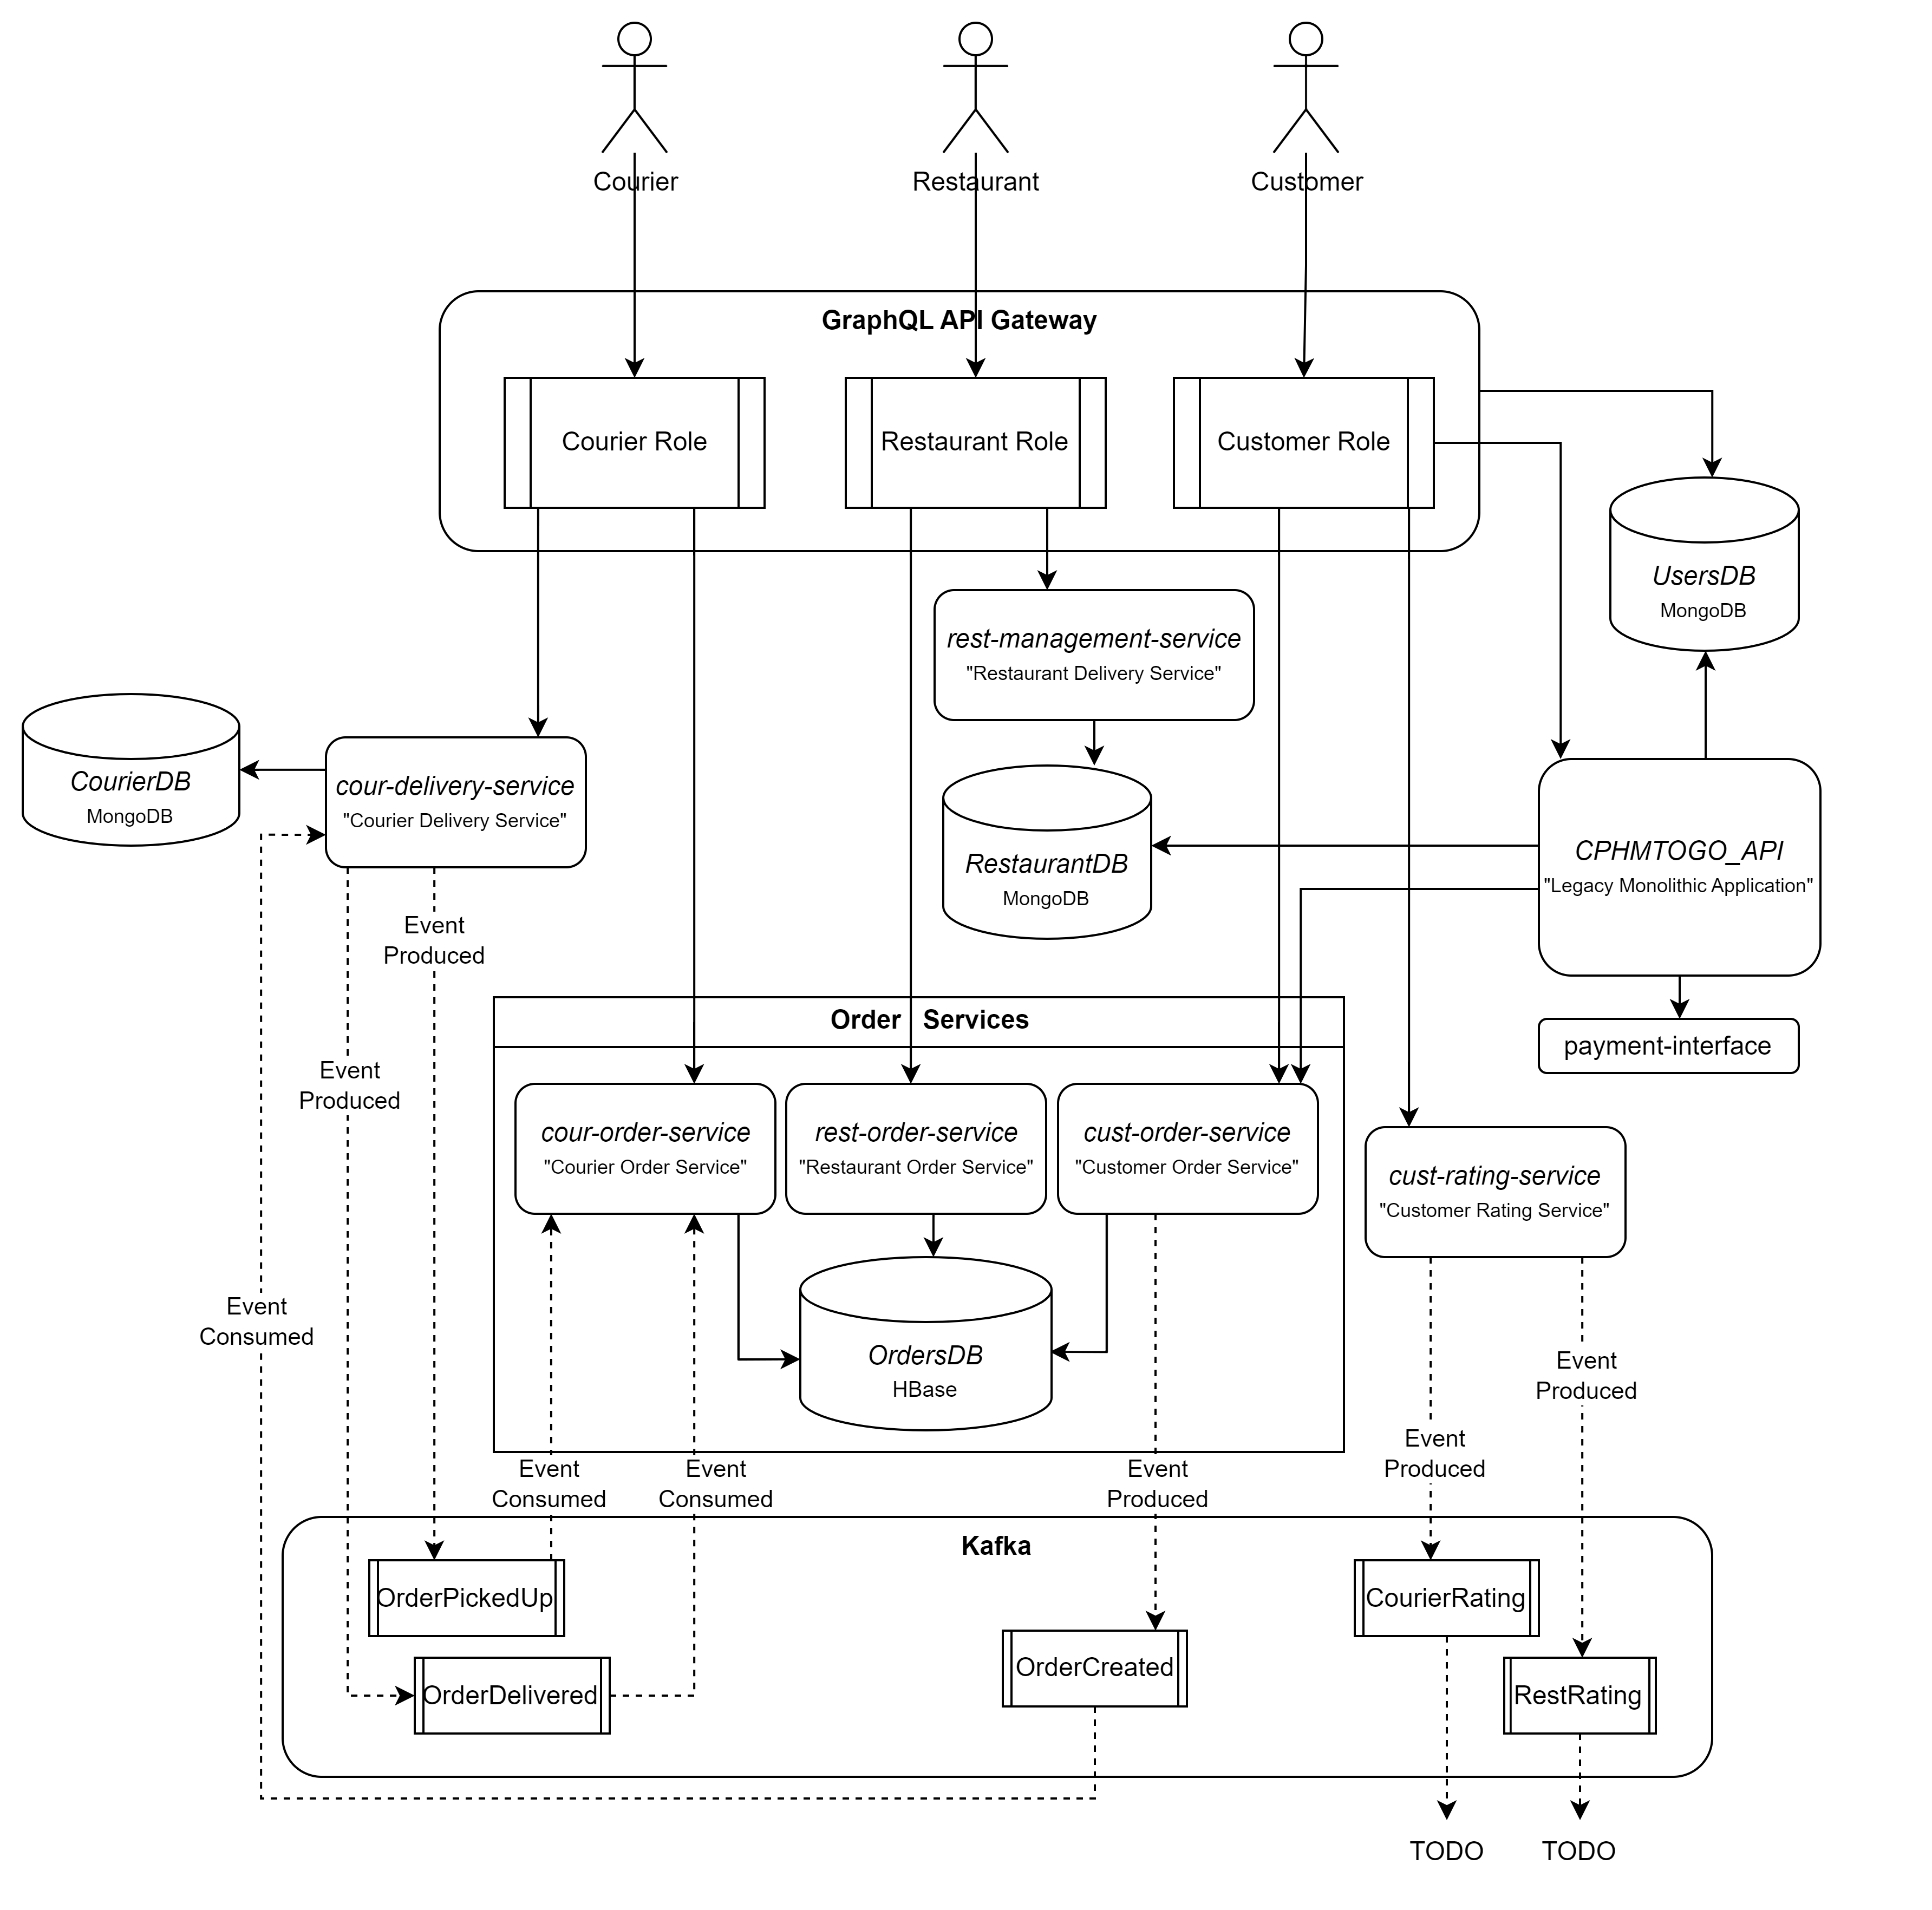 Courier
Restaurant
Customer
GraphQL API Gateway
Courier Role
Restaurant Role
Customer Role
UsersDB
MongoDB
rest-management-service
"Restaurant Delivery Service"
CourierDB
MongoDB
cour-delivery-service
"Courier Delivery Service"
RestaurantDB
MongoDB
CPHMTOGO_API
"Legacy Monolithic Application"
Event
Produced
Order Services
payment-interface
Event
Produced
cour-order-service
"Courier Order Service"
rest-order-service
"Restaurant Order Service"
cust-order-service
"Customer Order Service"
cust-rating-service
"Customer Rating Service"
Event
Consumed
OrdersDB
HBase
Event
Produced
Event
Produced
Event
Consumed
Event
Consumed
Event
Produced
Kafka
OrderPickedUp
CourierRating
OrderCreated
OrderDelivered
RestRating
TODO
TODO